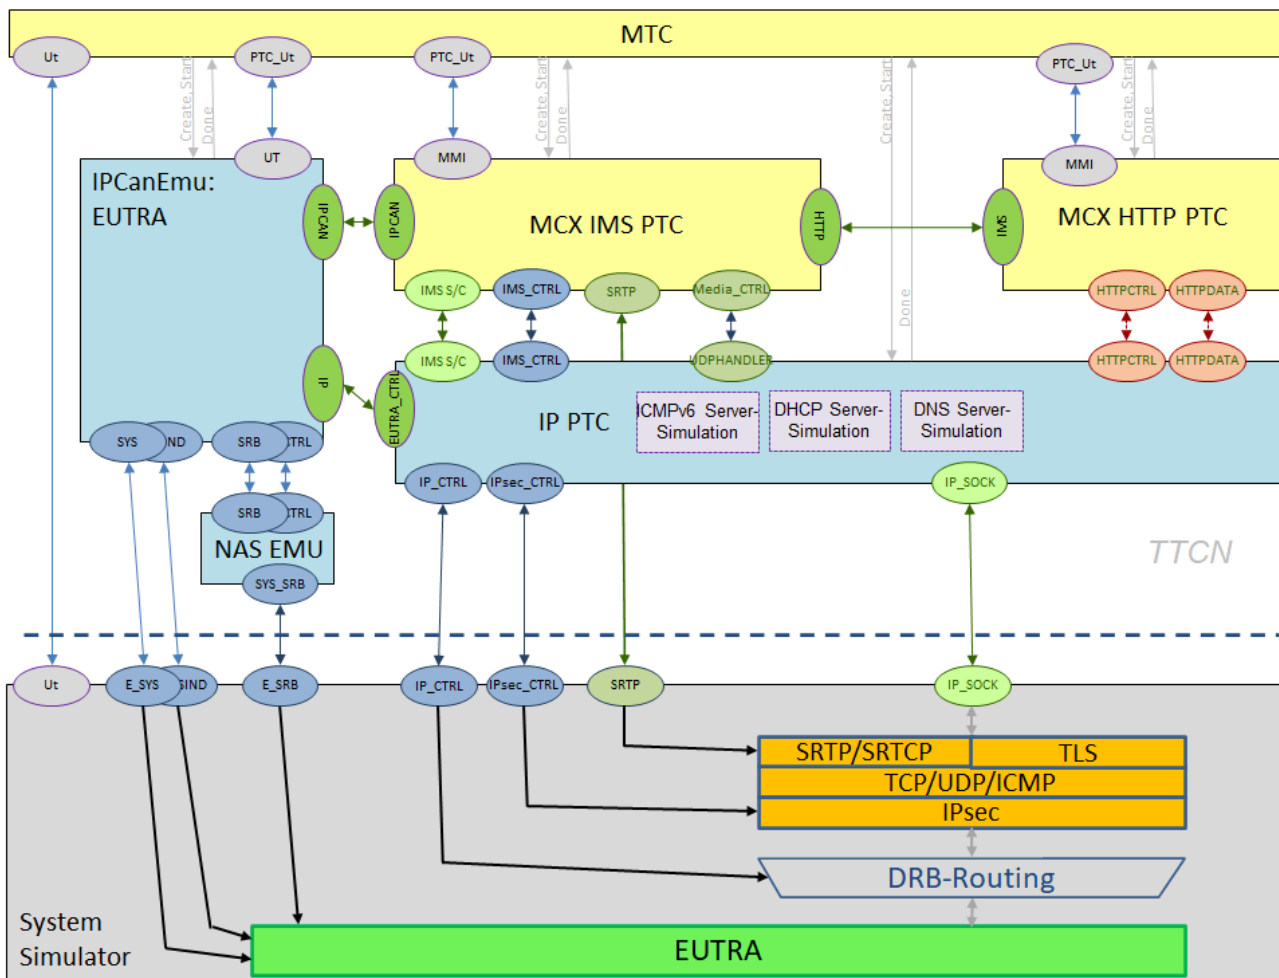 MTC
Ut
PTC_Ut
PTC_Ut
PTC_Ut
Create,Start
Done
Create,Start
Done
Create,Start
Done
Create,Start
Done
UT
MMI
MMI
IPCanEmu:
EUTRA
IPCAN
IPCAN
MCX IMS PTC
HTTP
SMI
MCX HTTP PTC
IMS S/C
IMS_CTRL
SRTP
Media_CTRL
HTTPCTRL
HTTPDATA
IMS S/C
IMS_CTRL
UDPHANDLER
HTTPCTRL
HTTPDATA
IP
EUTRA_CTRL
IP PTC
ICMPv6 Server-
Simulation
DHCP Server-
Simulation
DNS Server-
Simulation
SYS
IND
SRB
CTRL
IP_CTRL
IPsec_CTRL
IP_SOCK
SRB
CTRL
NAS EMU
SYS_SRB
TTCN
Ut
E_SYS
SIND
E_SRB
IP_CTRL
IPsec_CTRL
SRTP
IP_SOCK
SRTP/SRTCP
TLS
TCP/UDP/ICMP
IPsec
DRB-Routing
System
Simulator
EUTRA